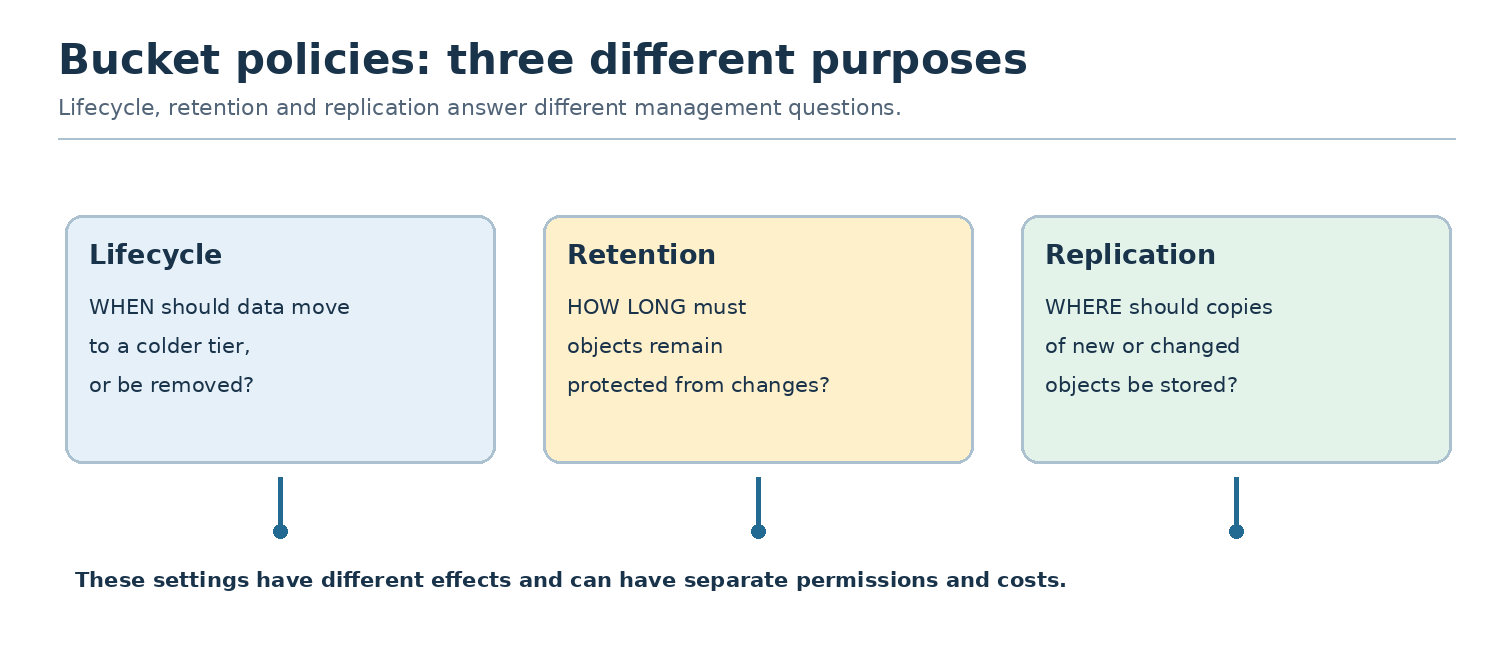 Bucket policies: three different purposes
Lifecycle, retention and replication answer different management questions.
Lifecycle
WHEN should data move
to a colder tier,
or be removed?
Retention
HOW LONG must
objects remain
protected from changes?
Replication
WHERE should copies
of new or changed
objects be stored?
These settings have different effects and can have separate permissions and costs.